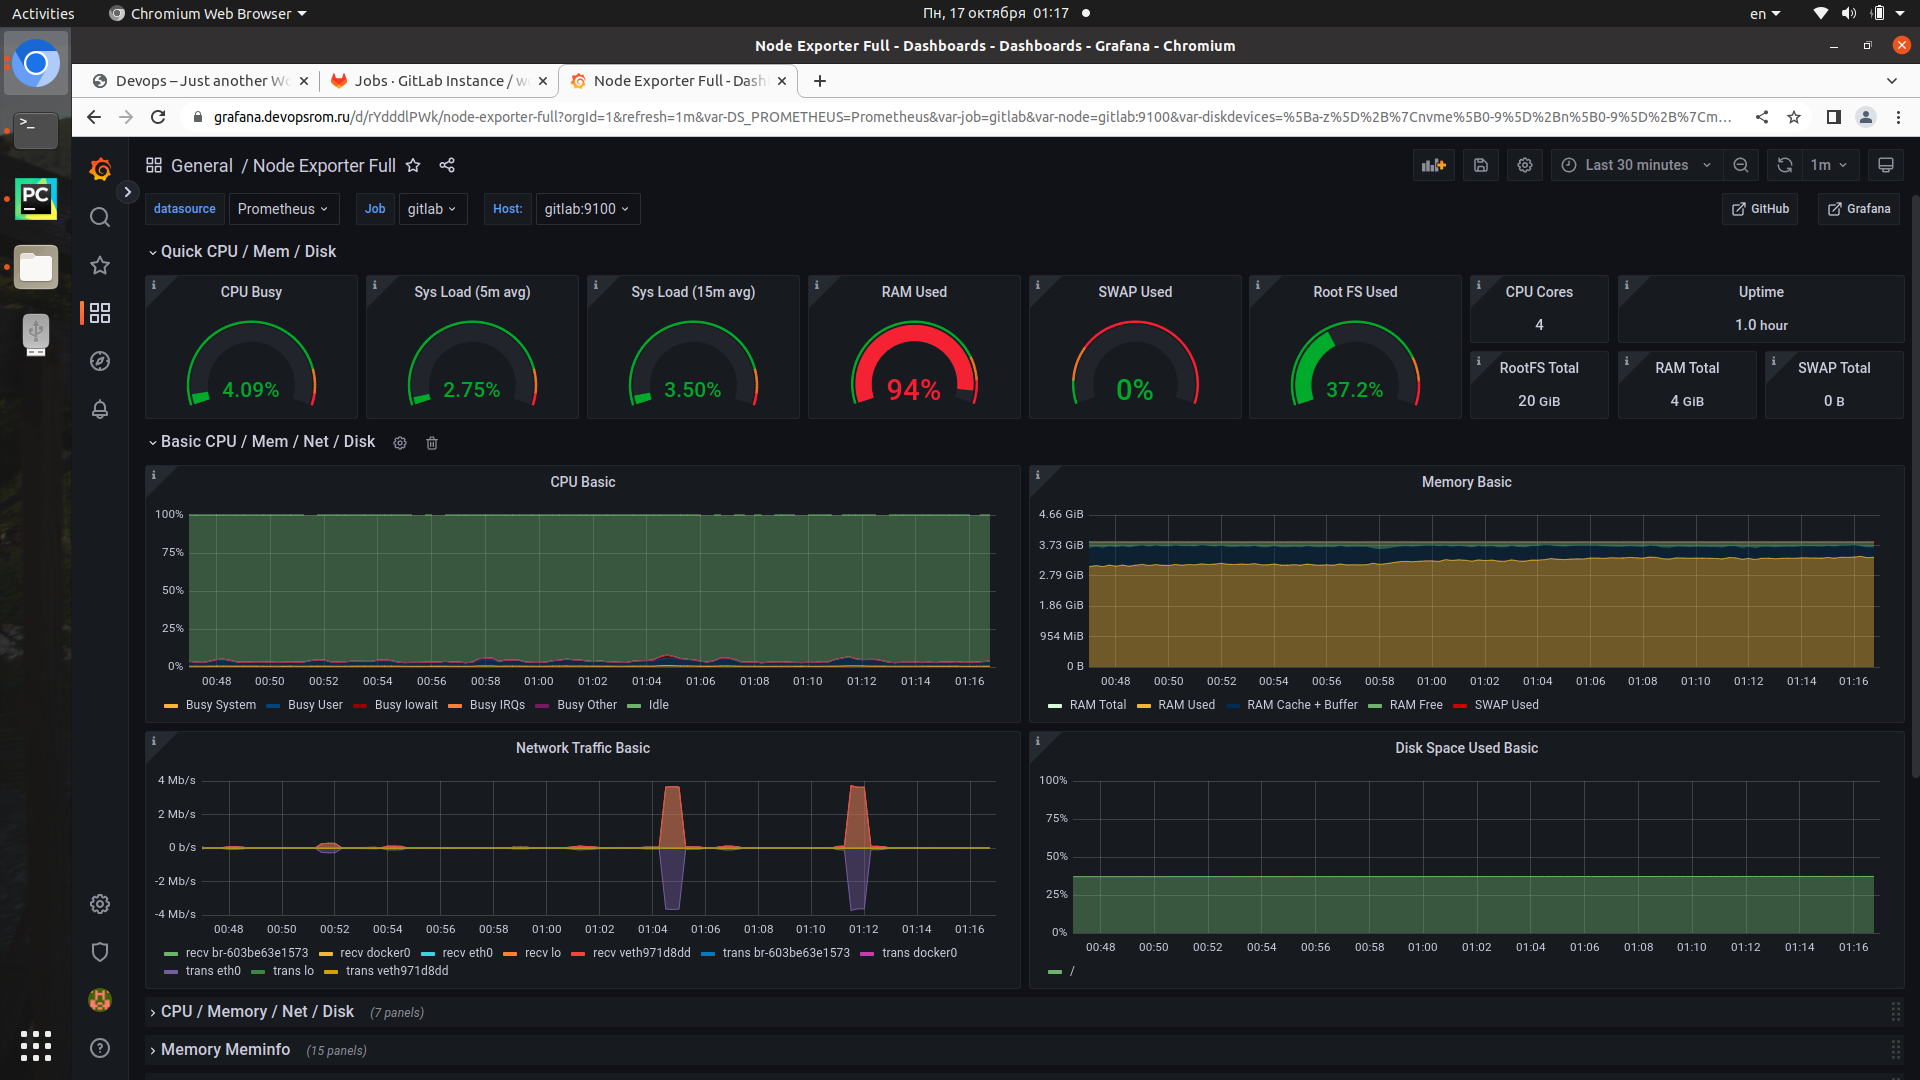 Activities
Chromium Web Browser
Пн, 17 октября 01:17
en
Node Exporter Full - Dashboards - Dashboards - Grafana - Chromium
Devops – Just another Wo
Jobs · GitLab Instance / w
Node Exporter Full - Dash
grafana.devopsrom.ru/d/rYdddlPWk/node-exporter-full?orgId=1&refresh=1m&var-DS_PROMETHEUS=Prometheus&var-job=gitlab&var-node=gitlab:9100&var-diskdevices=%5Ba-z%5D%2B%7Cnvme%5B0-9%5D%2Bn%5B0-9%5D%2B%7Cm...
General / Node Exporter Full
Last 30 minutes
1m
datasource
Prometheus
Job
gitlab
Host:
gitlab:9100
GitHub
Grafana
Quick CPU / Mem / Disk
CPU Busy
4.09%
Sys Load (5m avg)
2.75%
Sys Load (15m avg)
3.50%
RAM Used
94%
SWAP Used
0%
Root FS Used
37.2%
CPU Cores
4
Uptime
1.0 hour
RootFS Total
20 GiB
RAM Total
4 GiB
SWAP Total
0 B
Basic CPU / Mem / Net / Disk
CPU Basic
100%
75%
50%
25%
0%
00:48 00:50 00:52 00:54 00:56 00:58 01:00 01:02 01:04 01:06 01:08 01:10 01:12 01:14 01:16
Busy System Busy User Busy Iowait Busy IRQs Busy Other Idle
Memory Basic
4.66 GiB
3.73 GiB
2.79 GiB
1.86 GiB
954 MiB
0 B
00:48 00:50 00:52 00:54 00:56 00:58 01:00 01:02 01:04 01:06 01:08 01:10 01:12 01:14 01:16
RAM Total RAM Used RAM Cache + Buffer RAM Free SWAP Used
Network Traffic Basic
4 Mb/s
2 Mb/s
0 b/s
-2 Mb/s
-4 Mb/s
00:48 00:50 00:52 00:54 00:56 00:58 01:00 01:02 01:04 01:06 01:08 01:10 01:12 01:14 01:16
recv br-603be63e1573 recv docker0 recv eth0 recv lo recv veth971d8dd trans br-603be63e1573 trans docker0
trans eth0 trans lo trans veth971d8dd
Disk Space Used Basic
100%
75%
50%
25%
0%
00:48 00:50 00:52 00:54 00:56 00:58 01:00 01:02 01:04 01:06 01:08 01:10 01:12 01:14 01:16
/
CPU / Memory / Net / Disk (7 panels)
Memory Meminfo (15 panels)